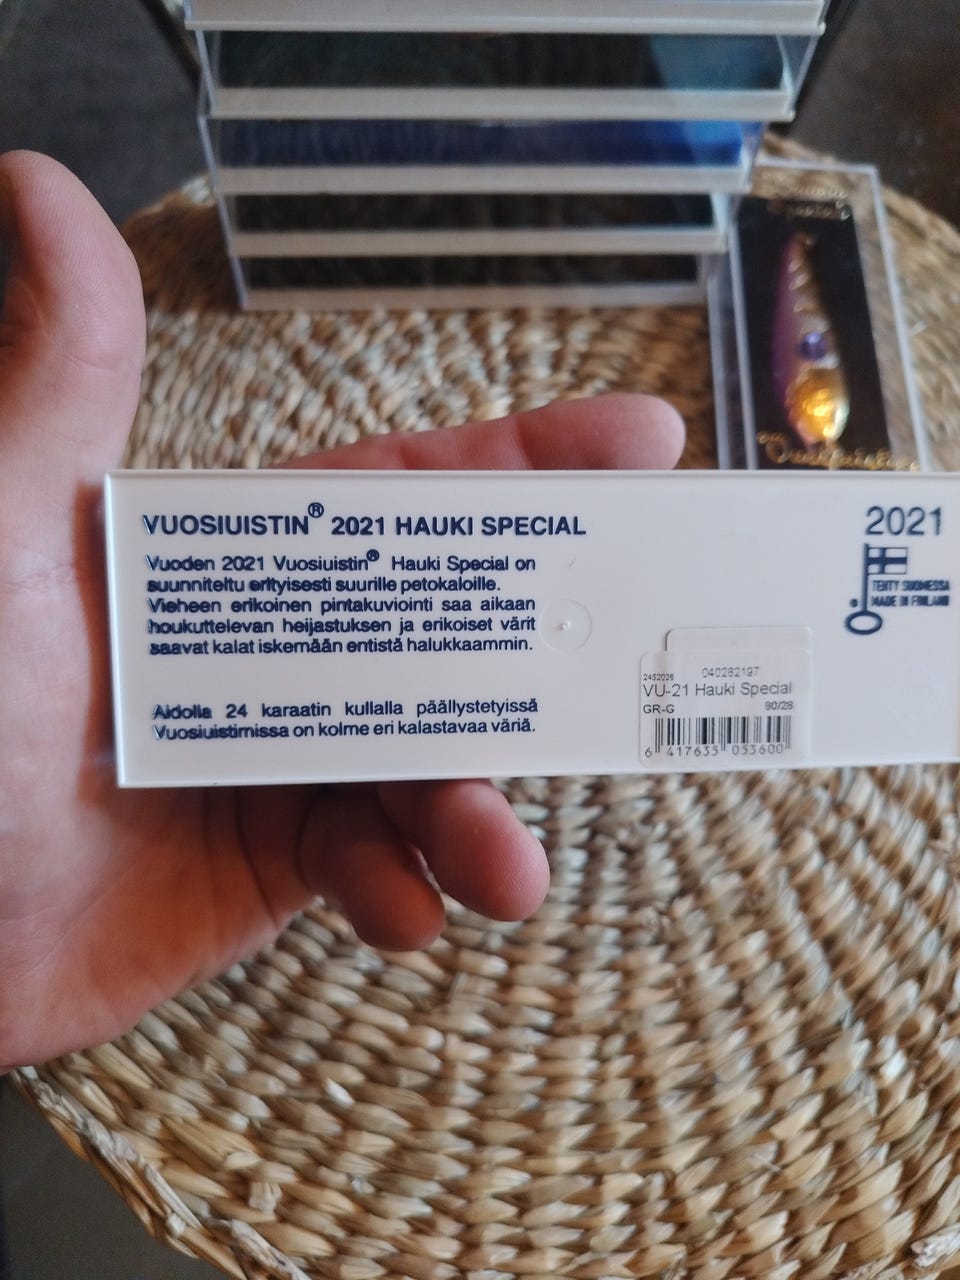 VUOSIUISTIN® 2021 HAUKI SPECIAL
Vuoden 2021 Vuosiuistin® Hauki Special on
suunniteltu erityisesti suurille petokaloille.
Vieheen erikoinen pintakuviointi saa aikaan
houkuttelevan heijastuksen ja erikoiset värit
saavat kalat iskemään entistä halukkaammin.
Aidolla 24 karaatin kullalla päällystetyissä
Vuosiuistimissa on kolme eri kalastavaa väriä.
2021
TEHTY SUOMESSA
MADE IN FINLAND
2452036 040282197
VU-21 Hauki Special
GR-G 90/28
6 417635 053600